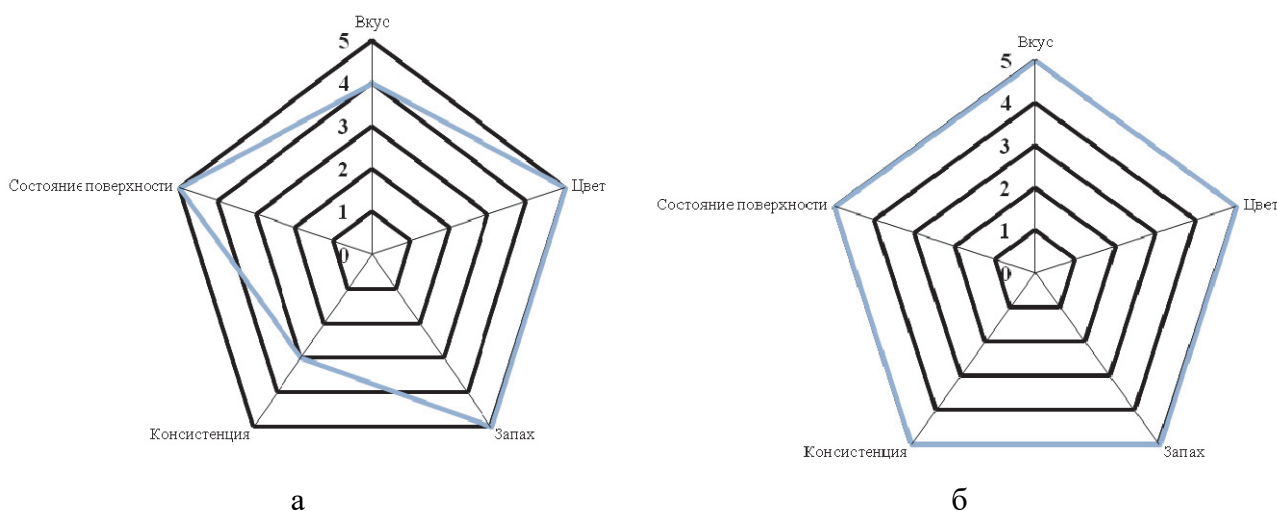 Вкус
5
4
3
2
1
0
Состояние поверхности
Цвет
Консистенция
Запах
а
Вкус
5
4
3
2
1
0
Состояние поверхности
Цвет
Консистенция
Запах
б